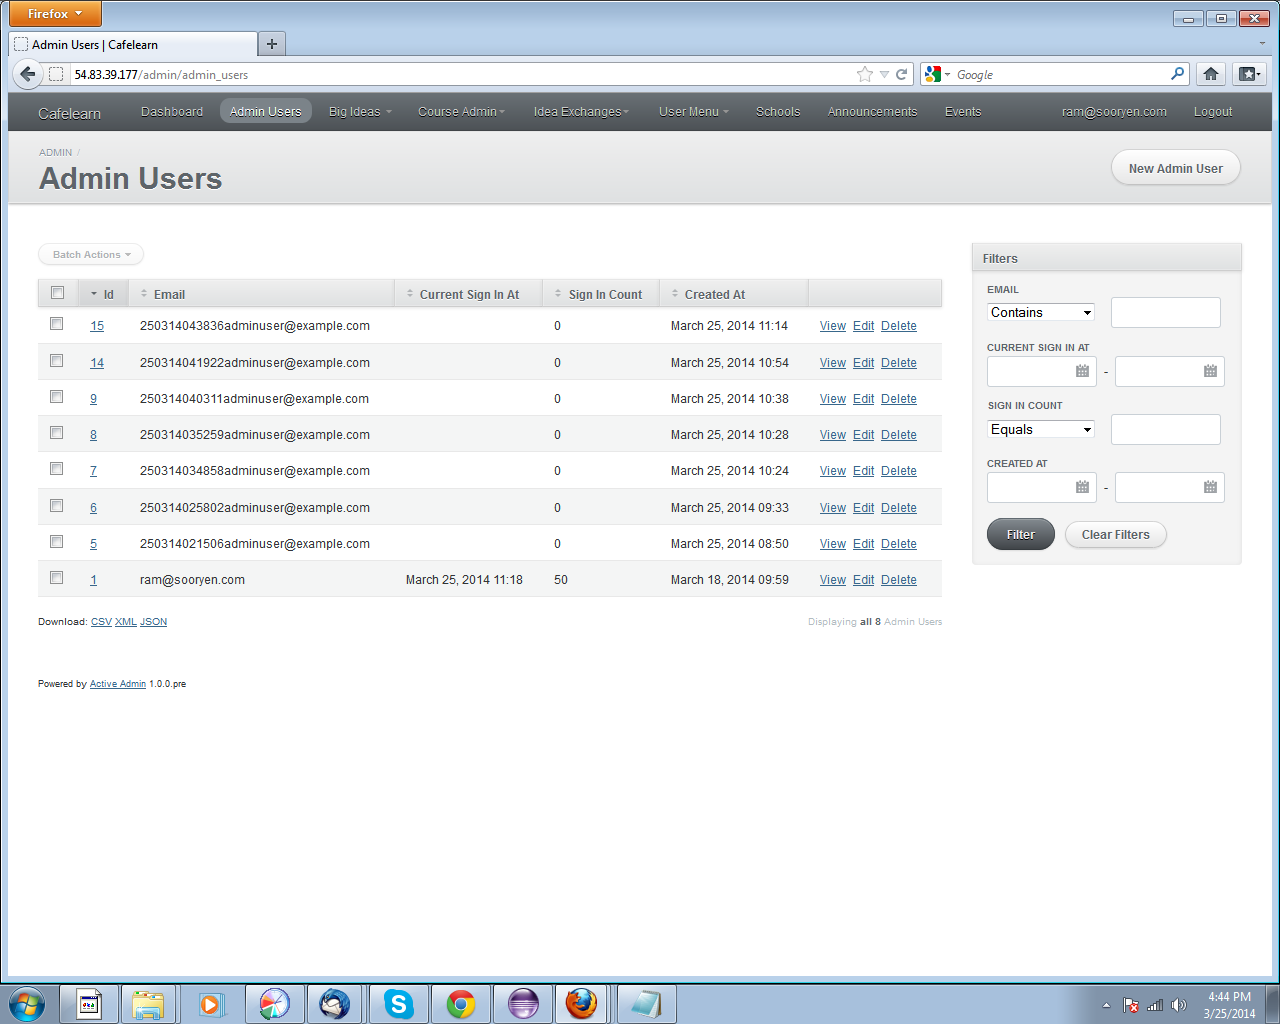 Firefox
Admin Users | Cafelearn
54.83.39.177/admin/admin_users
Google
Cafelearn Dashboard Admin Users Big Ideas Course Admin Idea Exchanges User Menu Schools Announcements Events ram@sooryen.com Logout
ADMIN /
Admin Users
New Admin User
Batch Actions
Id Email Current Sign In At Sign In Count Created At
15 250314043836adminuser@example.com 0 March 25, 2014 11:14 View Edit Delete
14 250314041922adminuser@example.com 0 March 25, 2014 10:54 View Edit Delete
9 250314040311adminuser@example.com 0 March 25, 2014 10:38 View Edit Delete
8 250314035259adminuser@example.com 0 March 25, 2014 10:28 View Edit Delete
7 250314034858adminuser@example.com 0 March 25, 2014 10:24 View Edit Delete
6 250314025802adminuser@example.com 0 March 25, 2014 09:33 View Edit Delete
5 250314021506adminuser@example.com 0 March 25, 2014 08:50 View Edit Delete
1 ram@sooryen.com March 25, 2014 11:18 50 March 18, 2014 09:59 View Edit Delete
Download: CSV XML JSON
Displaying all 8 Admin Users
Filters
EMAIL
Contains
CURRENT SIGN IN AT
-
SIGN IN COUNT
Equals
CREATED AT
-
Filter Clear Filters
Powered by Active Admin 1.0.0.pre
4:44 PM
3/25/2014